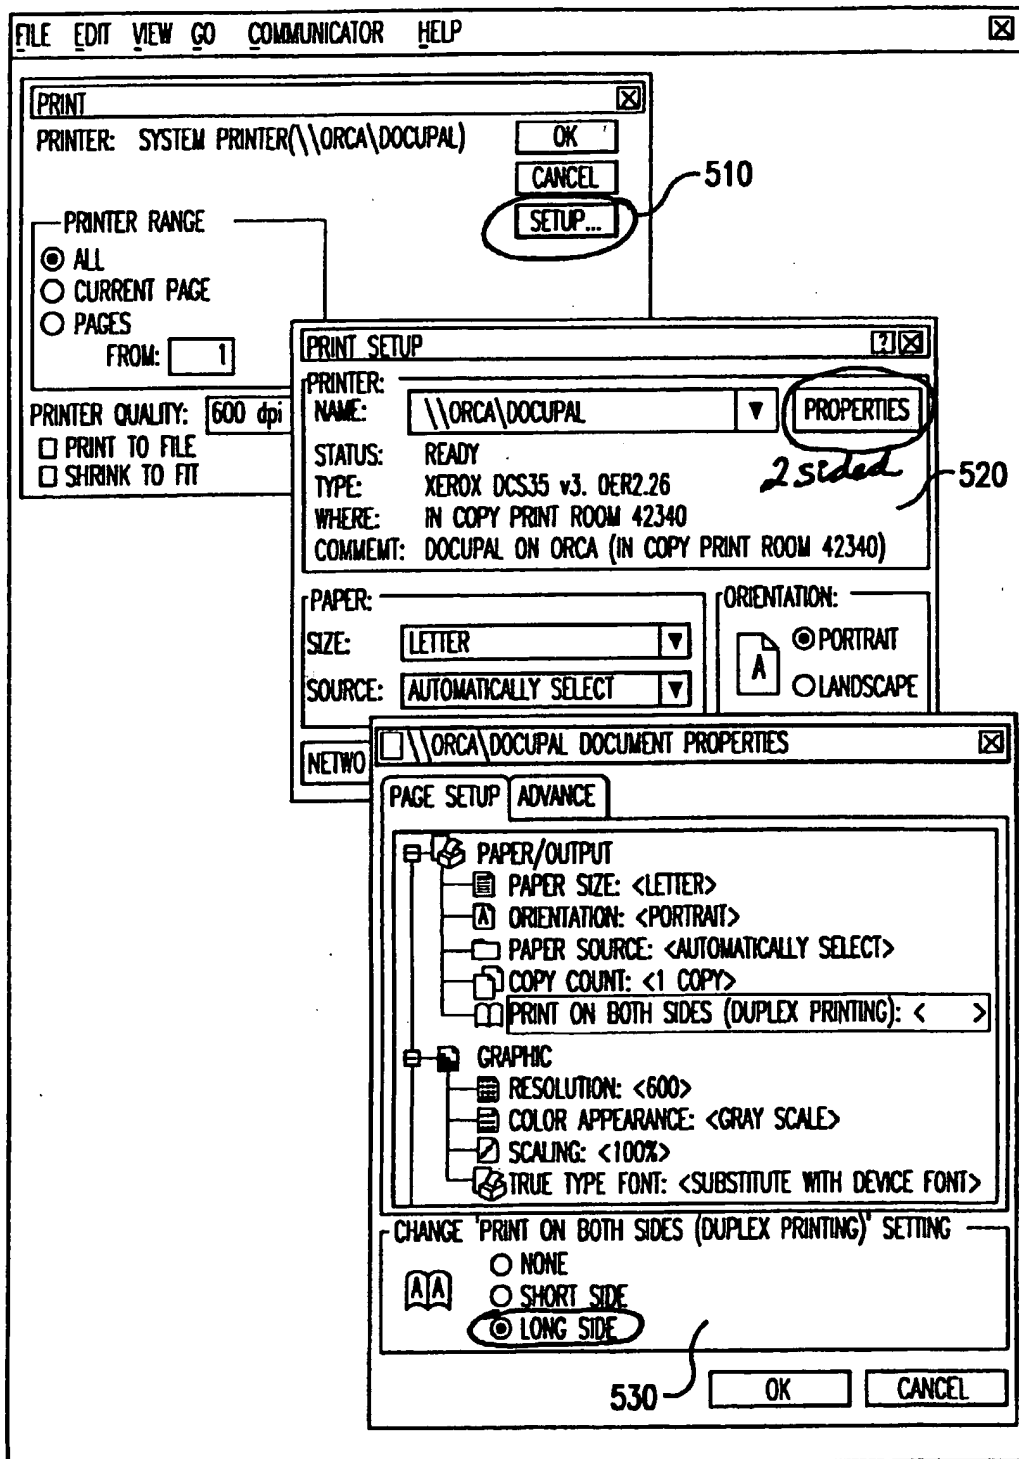 FILE EDIT VIEW GO COMMUNICATOR HELP
PRINT
PRINTER: SYSTEM PRINTER(\\ORCA\DOCUPAL)
OK
CANCEL
SETUP...
510
PRINTER RANGE
ALL
CURRENT PAGE
PAGES
FROM: 1
PRINTER QUALITY: 600 dpi
PRINT TO FILE
SHRINK TO FIT
PRINT SETUP
?
PRINTER:
NAME: \\ORCA\DOCUPAL
PROPERTIES
2 sided
520
STATUS: READY
TYPE: XEROX DCS35 v3. 0ER2.26
WHERE: IN COPY PRINT ROOM 42340
COMMEMT: DOCUPAL ON ORCA (IN COPY PRINT ROOM 42340)
PAPER:
SIZE: LETTER
SOURCE: AUTOMATICALLY SELECT
ORIENTATION:
A
PORTRAIT
LANDSCAPE
NETWO
\\ORCA\DOCUPAL DOCUMENT PROPERTIES
PAGE SETUP ADVANCE
PAPER/OUTPUT
PAPER SIZE: <LETTER>
A ORIENTATION: <PORTRAIT>
PAPER SOURCE: <AUTOMATICALLY SELECT>
COPY COUNT: <1 COPY>
PRINT ON BOTH SIDES (DUPLEX PRINTING): < >
GRAPHIC
RESOLUTION: <600>
COLOR APPEARANCE: <GRAY SCALE>
SCALING: <100%>
TRUE TYPE FONT: <SUBSTITUTE WITH DEVICE FONT>
CHANGE 'PRINT ON BOTH SIDES (DUPLEX PRINTING)' SETTING
A A
NONE
SHORT SIDE
LONG SIDE
530
OK
CANCEL